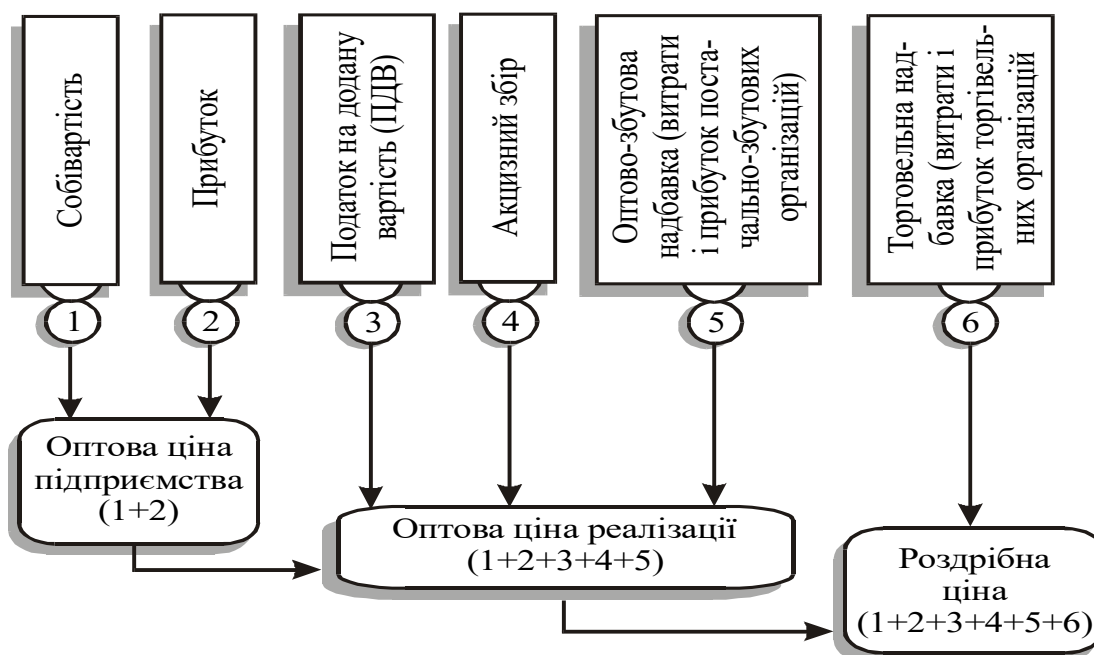 Собівартість
Прибуток
Податок на додану
вартість (ПДВ)
Акцизний збір
Оптово-збутова
надбавка (витрати
і прибуток поста-
чально-збутових
організацій)
Торговельна над-
бавка (витрати і
прибуток торгівель-
них організацій
1
2
3
4
5
6
Оптова ціна
підприємства
(1+2)
Оптова ціна реалізації
(1+2+3+4+5)
Роздрібна
ціна
(1+2+3+4+5+6)